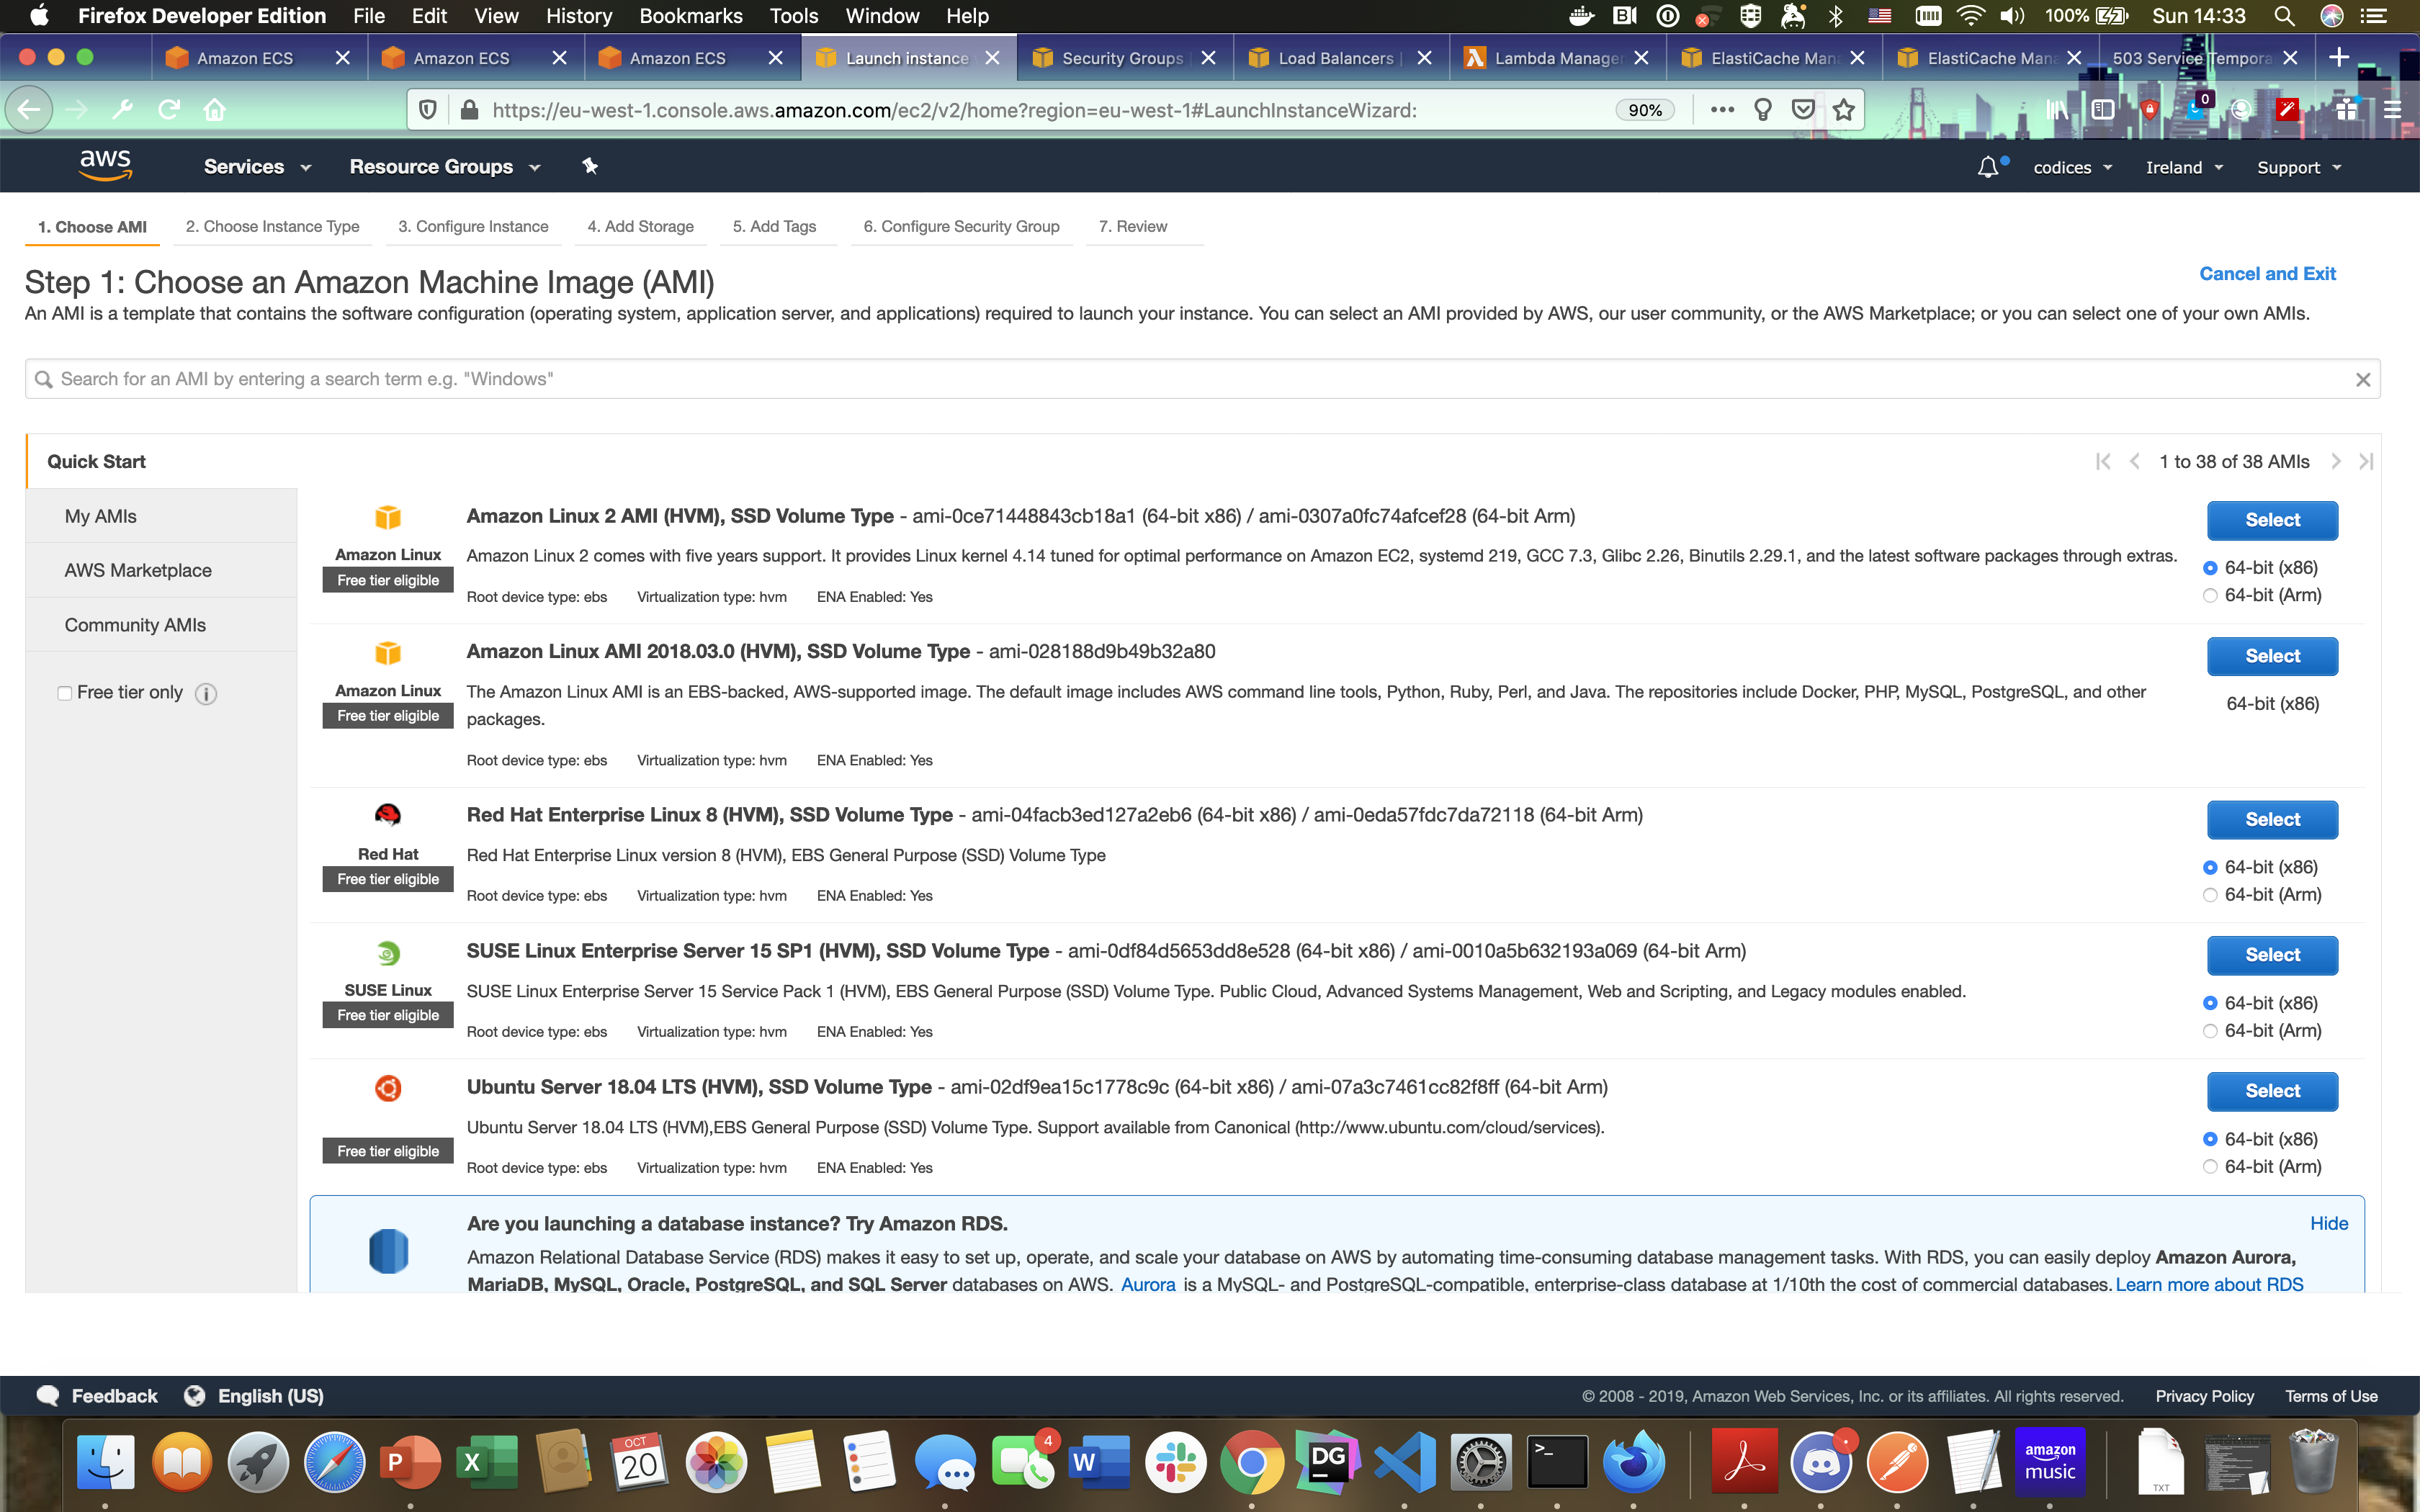 Firefox Developer Edition File Edit View History Bookmarks Tools Window Help 100% Sun 14:33
Amazon ECS Amazon ECS Amazon ECS Launch instance Security Groups Load Balancers Lambda Manage ElastiCache Man ElastiCache Man 503 Service Tempora
https://eu-west-1.console.aws.amazon.com/ec2/v2/home?region=eu-west-1#LaunchInstanceWizard: 90% 0
aws Services Resource Groups codices Ireland Support
1. Choose AMI 2. Choose Instance Type 3. Configure Instance 4. Add Storage 5. Add Tags 6. Configure Security Group 7. Review
Step 1: Choose an Amazon Machine Image (AMI)
Cancel and Exit
An AMI is a template that contains the software configuration (operating system, application server, and applications) required to launch your instance. You can select an AMI provided by AWS, our user community, or the AWS Marketplace; or you can select one of your own AMIs.
Search for an AMI by entering a search term e.g. "Windows"
Quick Start
1 to 38 of 38 AMIs
My AMIs
AWS Marketplace
Community AMIs
Free tier only
Amazon Linux
Free tier eligible
Amazon Linux 2 AMI (HVM), SSD Volume Type - ami-0ce71448843cb18a1 (64-bit x86) / ami-0307a0fc74afcef28 (64-bit Arm)
Amazon Linux 2 comes with five years support. It provides Linux kernel 4.14 tuned for optimal performance on Amazon EC2, systemd 219, GCC 7.3, Glibc 2.26, Binutils 2.29.1, and the latest software packages through extras.
Root device type: ebs Virtualization type: hvm ENA Enabled: Yes
Select
64-bit (x86)
64-bit (Arm)
Amazon Linux
Free tier eligible
Amazon Linux AMI 2018.03.0 (HVM), SSD Volume Type - ami-028188d9b49b32a80
The Amazon Linux AMI is an EBS-backed, AWS-supported image. The default image includes AWS command line tools, Python, Ruby, Perl, and Java. The repositories include Docker, PHP, MySQL, PostgreSQL, and other
packages.
Root device type: ebs Virtualization type: hvm ENA Enabled: Yes
Select
64-bit (x86)
Red Hat
Free tier eligible
Red Hat Enterprise Linux 8 (HVM), SSD Volume Type - ami-04facb3ed127a2eb6 (64-bit x86) / ami-0eda57fdc7da72118 (64-bit Arm)
Red Hat Enterprise Linux version 8 (HVM), EBS General Purpose (SSD) Volume Type
Root device type: ebs Virtualization type: hvm ENA Enabled: Yes
Select
64-bit (x86)
64-bit (Arm)
SUSE Linux
Free tier eligible
SUSE Linux Enterprise Server 15 SP1 (HVM), SSD Volume Type - ami-0df84d5653dd8e528 (64-bit x86) / ami-0010a5b632193a069 (64-bit Arm)
SUSE Linux Enterprise Server 15 Service Pack 1 (HVM), EBS General Purpose (SSD) Volume Type. Public Cloud, Advanced Systems Management, Web and Scripting, and Legacy modules enabled.
Root device type: ebs Virtualization type: hvm ENA Enabled: Yes
Select
64-bit (x86)
64-bit (Arm)
Free tier eligible
Ubuntu Server 18.04 LTS (HVM), SSD Volume Type - ami-02df9ea15c1778c9c (64-bit x86) / ami-07a3c7461cc82f8ff (64-bit Arm)
Ubuntu Server 18.04 LTS (HVM),EBS General Purpose (SSD) Volume Type. Support available from Canonical (http://www.ubuntu.com/cloud/services).
Root device type: ebs Virtualization type: hvm ENA Enabled: Yes
Select
64-bit (x86)
64-bit (Arm)
Are you launching a database instance? Try Amazon RDS.
Hide
Amazon Relational Database Service (RDS) makes it easy to set up, operate, and scale your database on AWS by automating time-consuming database management tasks. With RDS, you can easily deploy Amazon Aurora,
MariaDB, MySQL, Oracle, PostgreSQL, and SQL Server databases on AWS. Aurora is a MySQL- and PostgreSQL-compatible, enterprise-class database at 1/10th the cost of commercial databases. Learn more about RDS
Feedback English (US) © 2008 - 2019, Amazon Web Services, Inc. or its affiliates. All rights reserved. Privacy Policy Terms of Use
P X OCT 20 4 W DG >_ amazon music TXT